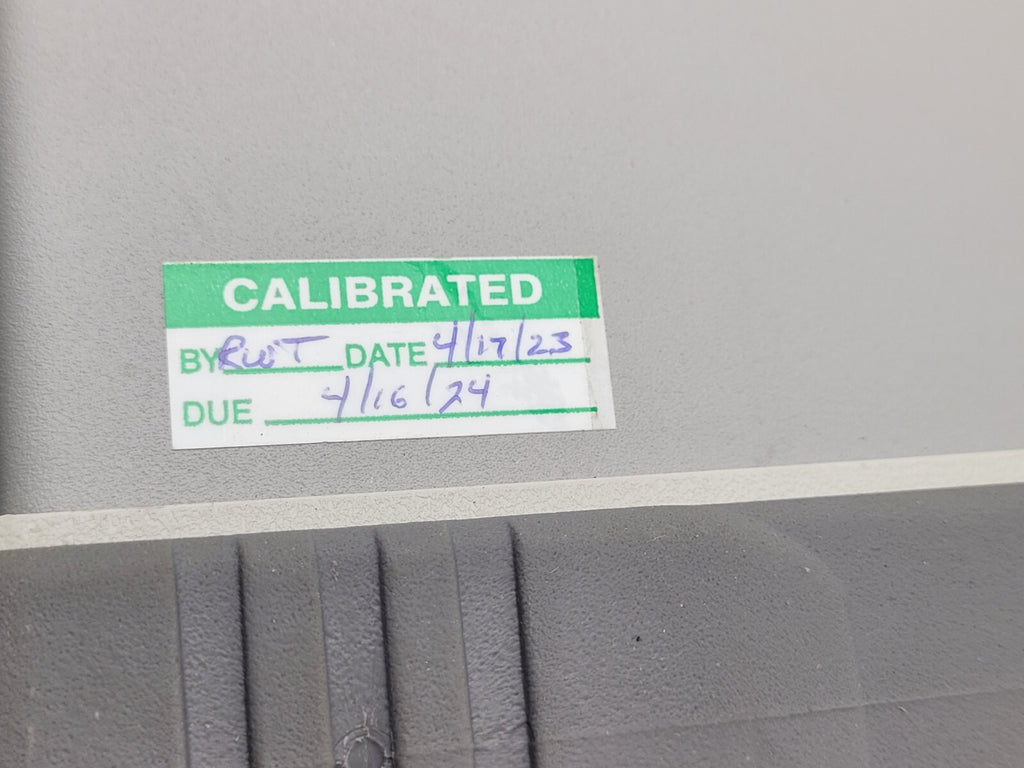 CALIBRATED
BY RWT DATE 4/17/23
DUE 4/16/24